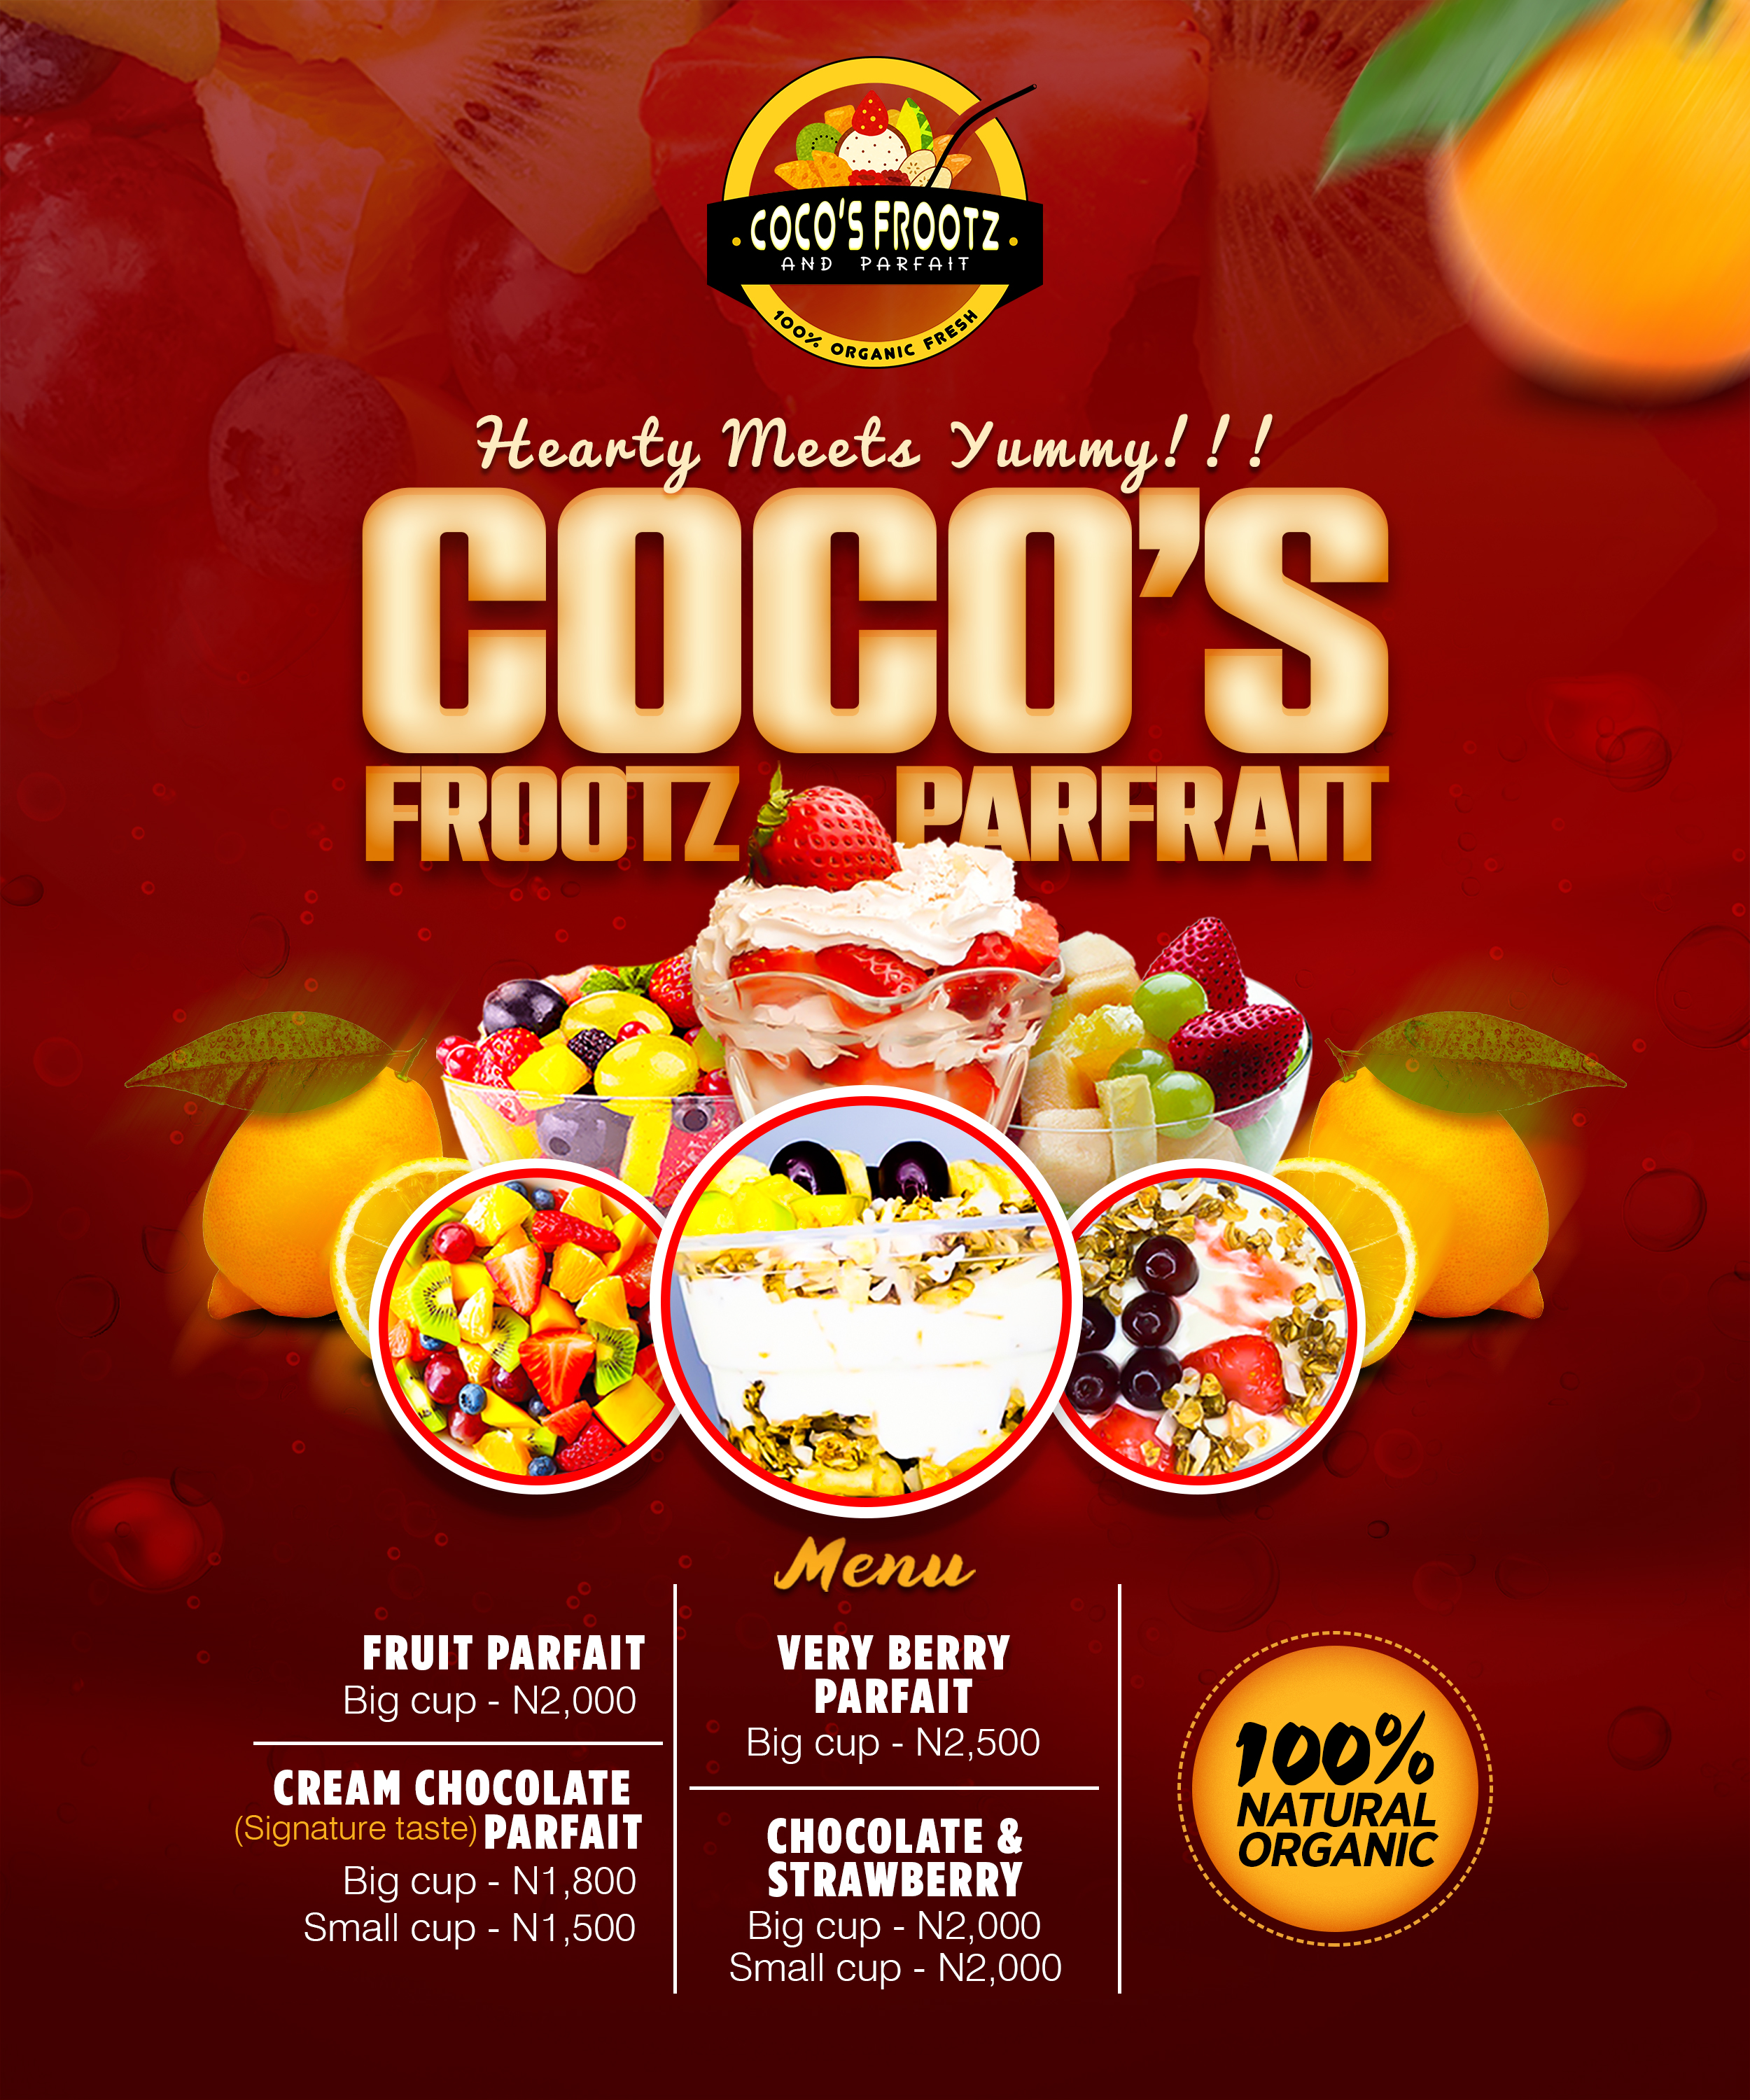 COCO'S FROOTZ
AND PARFAIT
100% ORGANIC FRESH
Hearty Meets Yummy!!!
COCO'S
FROOTZ PARFRAIT
Menu
FRUIT PARFAIT
Big cup - N2,000
CREAM CHOCOLATE
(Signature taste) PARFAIT
Big cup - N1,800
Small cup - N1,500
VERY BERRY
PARFAIT
Big cup - N2,500
CHOCOLATE &
STRAWBERRY
Big cup - N2,000
Small cup - N2,000
100%
NATURAL
ORGANIC